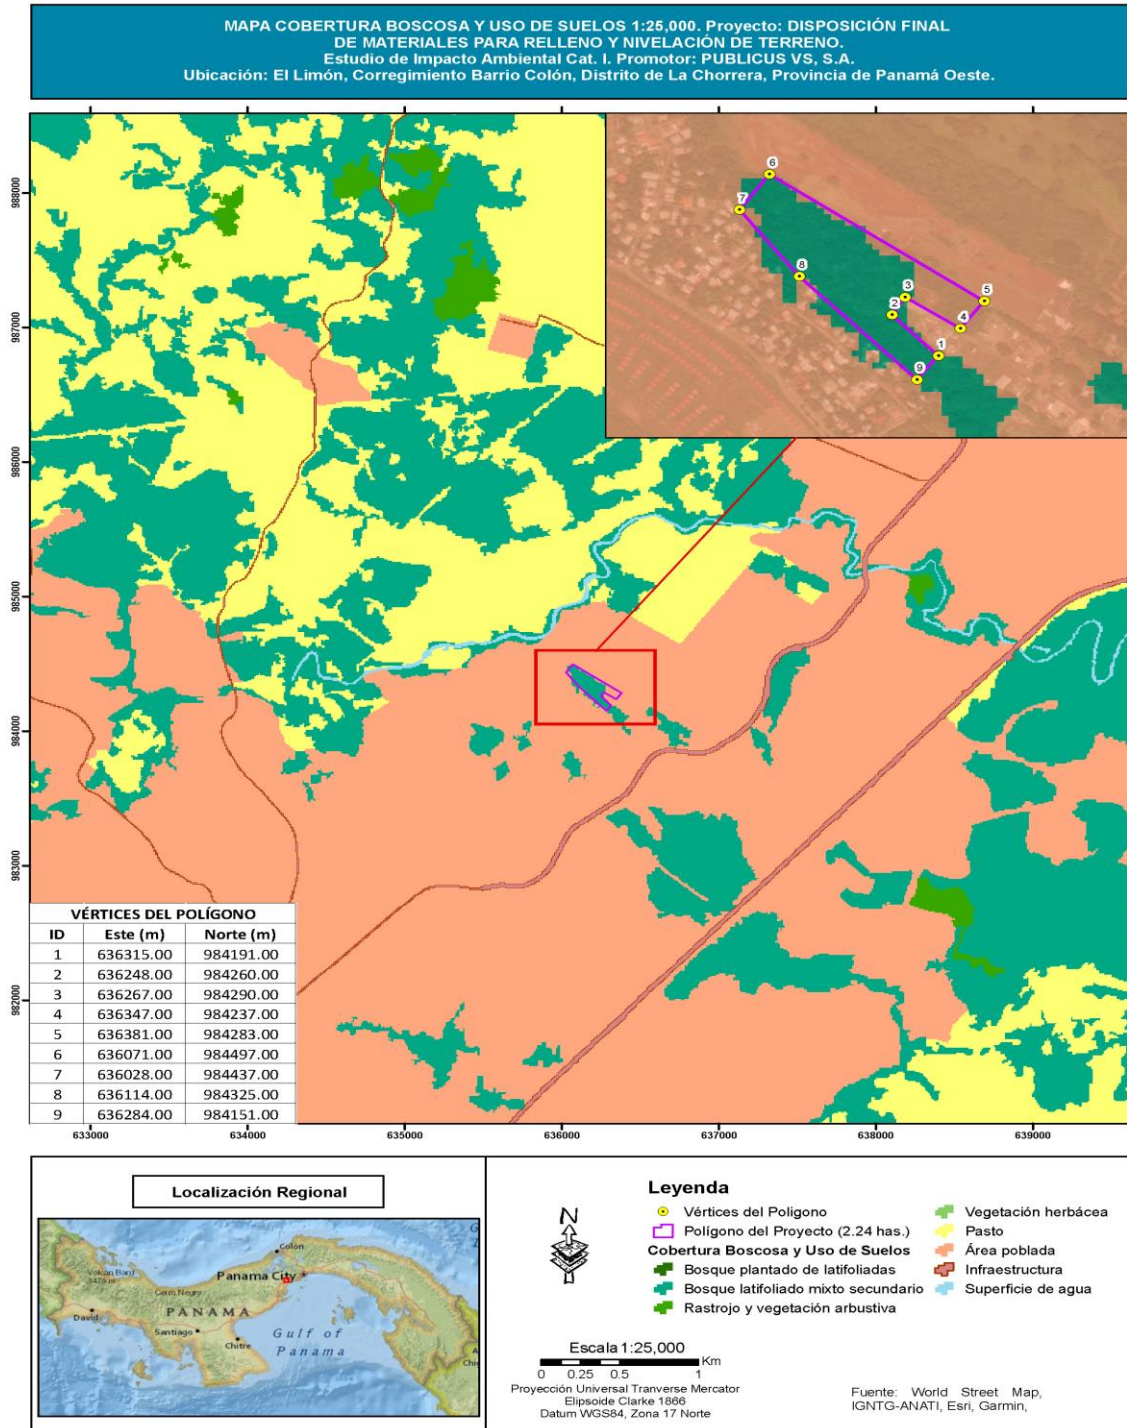 MAPA COBERTURA BOSCOSA Y USO DE SUELOS 1:25,000. Proyecto: DISPOSICIÓN FINAL
DE MATERIALES PARA RELLENO Y NIVELACIÓN DE TERRENO.
Estudio de Impacto Ambiental Cat. I. Promotor: PUBLICUS VS, S.A.
Ubicación: El Limón, Corregimiento Barrio Colón, Distrito de La Chorrera, Provincia de Panamá Oeste.
6
7
8
3
2
5
4
1
9
988000
987000
986000
985000
984000
983000
982000
VÉRTICES DEL POLÍGONO
ID Este (m) Norte (m)
1 636315.00 984191.00
2 636248.00 984260.00
3 636267.00 984290.00
4 636347.00 984237.00
5 636381.00 984283.00
6 636071.00 984497.00
7 636028.00 984437.00
8 636114.00 984325.00
9 636284.00 984151.00
633000 634000 635000 636000 637000 638000 639000
Localización Regional
Colón
Panama City
Volcán Barú
3475 m
Cerro Negro
PANAMA
David
Santiago
Chitre
Gulf of
Panama
N
Leyenda
Vértices del Poligono
Polígono del Proyecto (2.24 has.)
Cobertura Boscosa y Uso de Suelos
Bosque plantado de latifoliadas
Bosque latifoliado mixto secundario
Rastrojo y vegetación arbustiva
Vegetación herbácea
Pasto
Área poblada
Infraestructura
Superficie de agua
Escala 1:25,000
0 0.25 0.5 1 Km
Proyección Universal Tranverse Mercator
Elipsoide Clarke 1866
Datum WGS84, Zona 17 Norte
Fuente: World Street Map,
IGNTG-ANATI, Esri, Garmin,